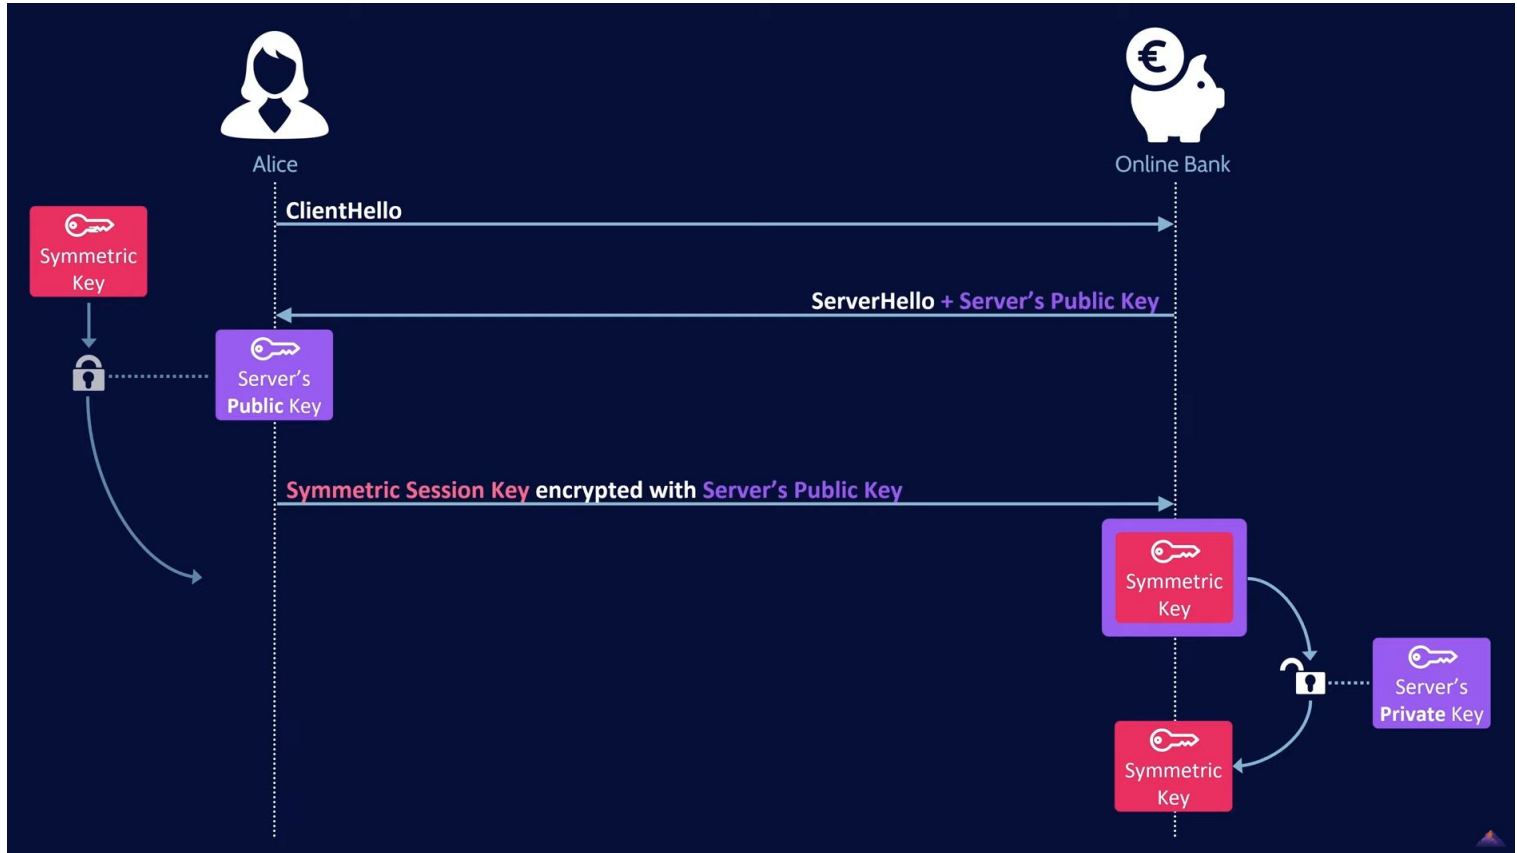 €
Alice
Online Bank
ClientHello
Symmetric
Key
ServerHello + Server's Public Key
Server's
Public Key
Symmetric Session Key encrypted with Server's Public Key
Symmetric
Key
Server's
Private Key
Symmetric
Key